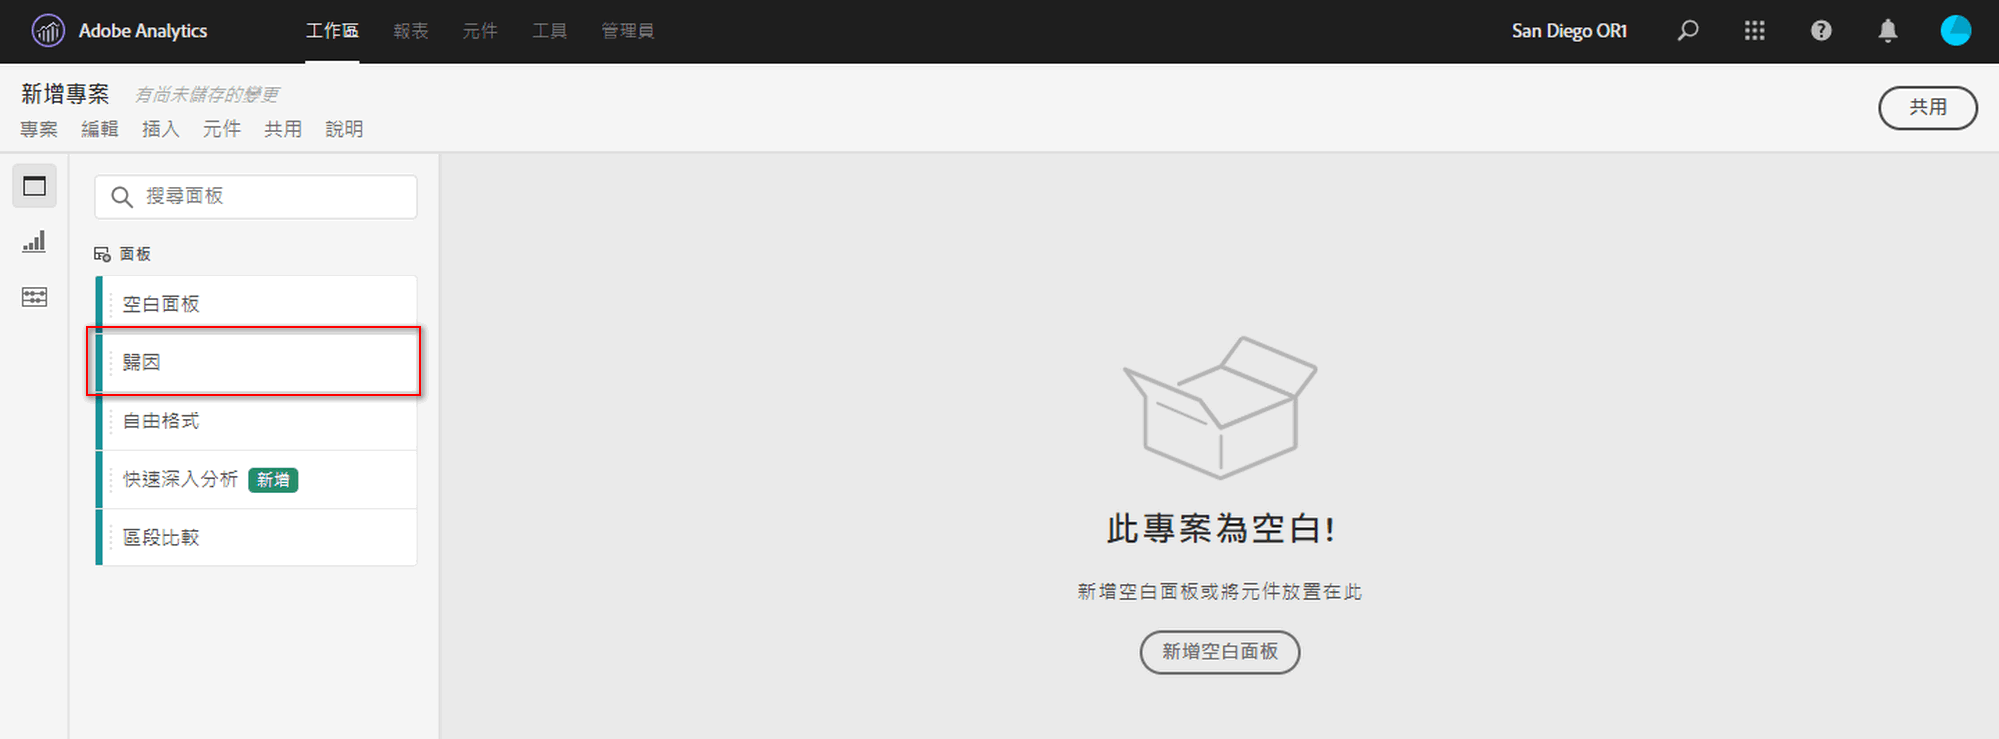 Adobe Analytics 工作區 報表 元件 工具 管理員 San Diego OR1
新增專案 有尚未儲存的變更
專案 編輯 插入 元件 共用 說明
共用
搜尋面板
面板
空白面板
歸因
自由格式
快速深入分析 新增
區段比較
此專案為空白!
新增空白面板或將元件放置在此
新增空白面板